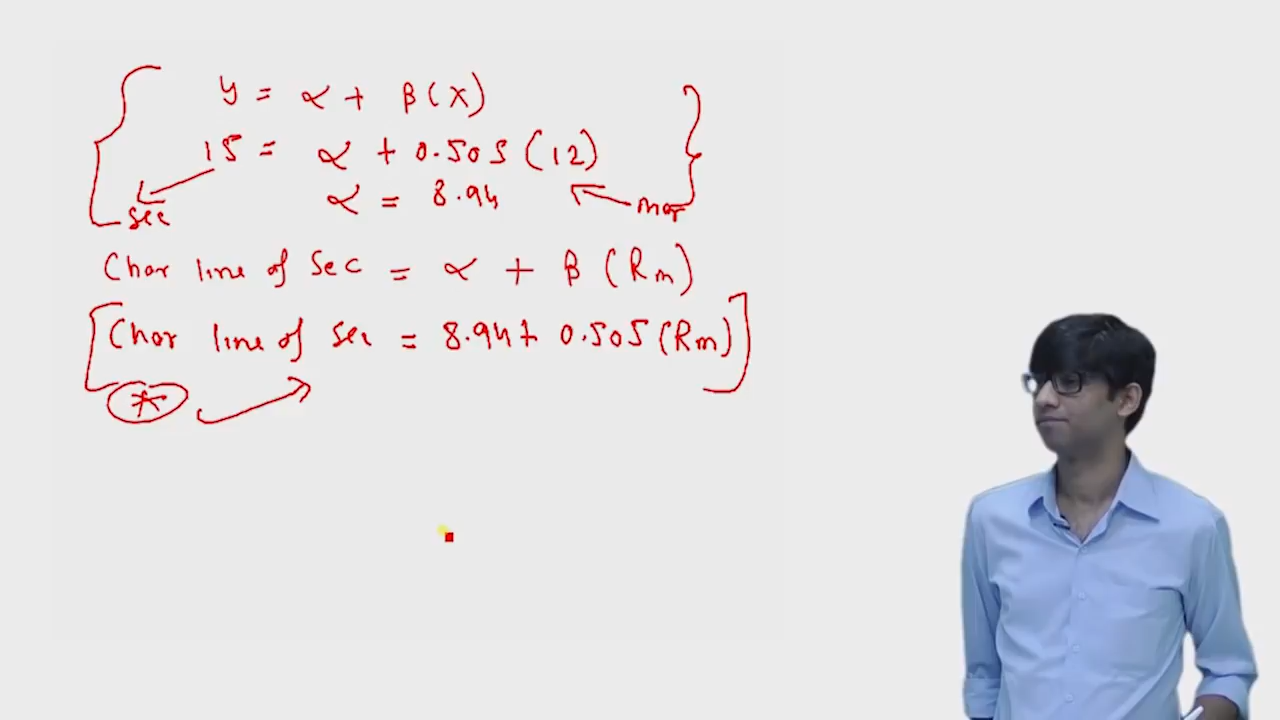 y = α + β(X)
15 = α + 0.505 (12)
α = 8.94
Sec
mar
Char line of Sec = α + β (Rm)
Char line of Sec = 8.94 + 0.505 (Rm)